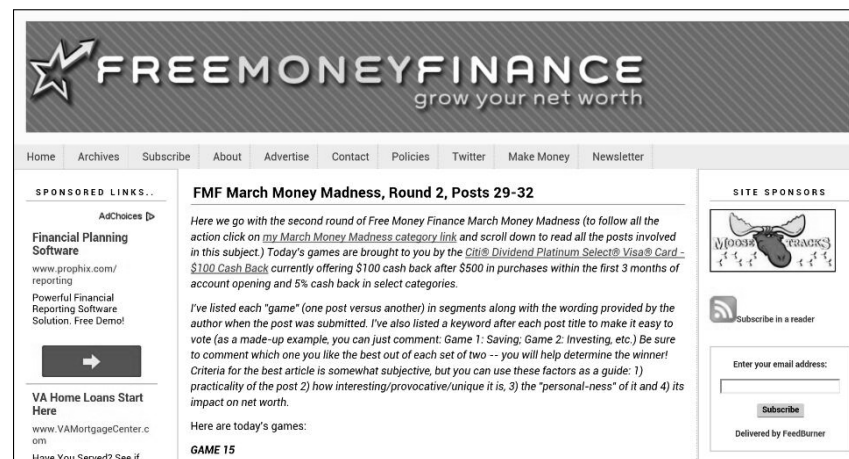 FREEMONEYFINANCE
grow your net worth
Home Archives Subscribe About Advertise Contact Policies Twitter Make Money Newsletter
SPONSORED LINKS..
AdChoices
Financial Planning
Software
www.prophix.com/
reporting
Powerful Financial
Reporting Software
Solution. Free Demo!
VA Home Loans Start
Here
www.VAMortgageCenter.c
om
Have You Served? See if
FMF March Money Madness, Round 2, Posts 29-32
Here we go with the second round of Free Money Finance March Money Madness (to follow all the
action click on my March Money Madness category link and scroll down to read all the posts involved
in this subject.) Today's games are brought to you by the Citi® Dividend Platinum Select® Visa® Card -
$100 Cash Back currently offering $100 cash back after $500 in purchases within the first 3 months of
account opening and 5% cash back in select categories.
I've listed each "game" (one post versus another) in segments along with the wording provided by the
author when the post was submitted. I've also listed a keyword after each post title to make it easy to
vote (as a made-up example, you can just comment: Game 1: Saving; Game 2: Investing, etc.) Be sure
to comment which one you like the best out of each set of two -- you will help determine the winner!
Criteria for the best article is somewhat subjective, but you can use these factors as a guide: 1)
practicality of the post 2) how interesting/provocative/unique it is, 3) the "personal-ness" of it and 4) its
impact on net worth.
Here are today's games:
GAME 15
SITE SPONSORS
MOOSE TRACKS
Subscribe in a reader
Enter your email address:
Subscribe
Delivered by FeedBurner